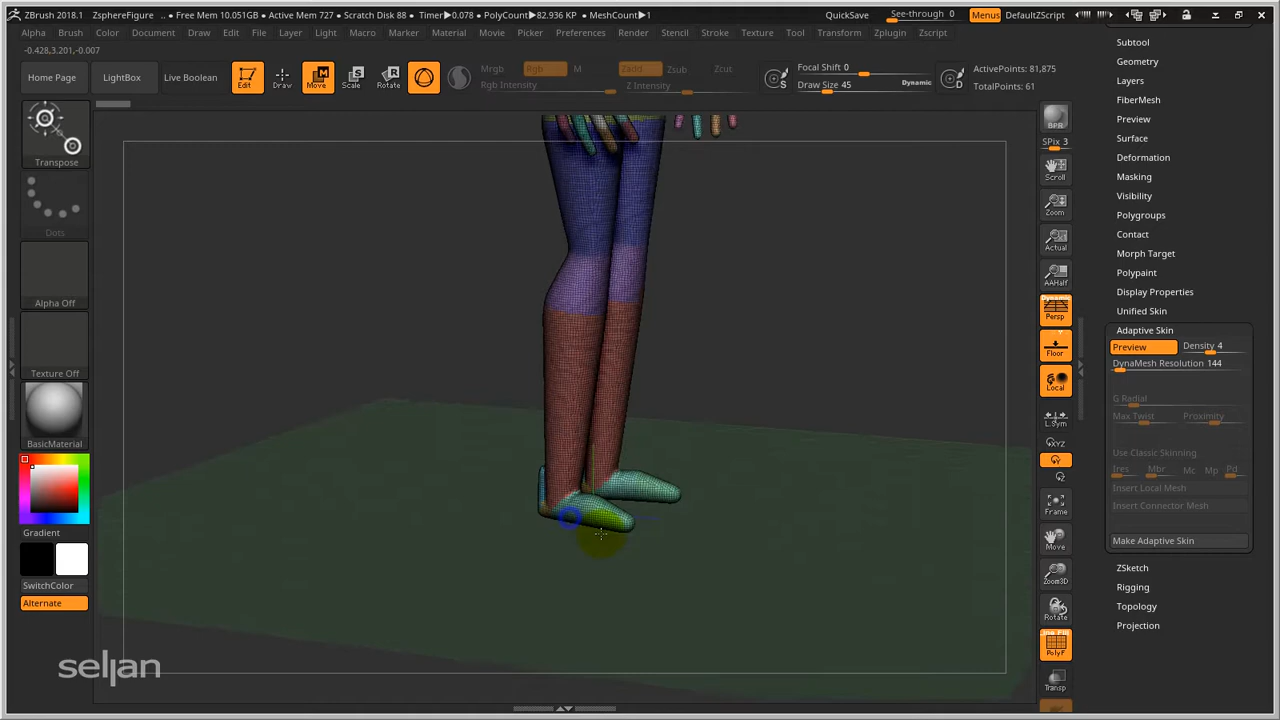 ZBrush 2018.1 ZsphereFigure .. • Free Mem 10.051GB • Active Mem 727 • Scratch Disk 88 • Timer▶0.078 • PolyCount▶82.936 KP • MeshCount▶1 QuickSave See-through 0 Menus DefaultZScript
Alpha Brush Color Document Draw Edit File Layer Light Macro Marker Material Movie Picker Preferences Render Stencil Stroke Texture Tool Transform Zplugin Zscript
-0.428,3.201,-0.007
Home Page LightBox Live Boolean Edit Draw Move Scale Rotate
Mrgb Rgb M Zadd Zsub Zcut
Rgb Intensity Z Intensity
S Focal Shift 0
Draw Size 45 Dynamic D
ActivePoints: 81,875
TotalPoints: 61
Transpose
Dots
Alpha Off
Texture Off
BasicMaterial
Gradient
SwitchColor
Alternate
BPR
SPix 3
Scroll
Zoom
Actual
AAHalf
Persp
Floor
Local
L.Sym
XYZ
Frame
Move
Zoom3D
Rotate
PolyF
Transp
Subtool
Geometry
Layers
FiberMesh
Preview
Surface
Deformation
Masking
Visibility
Polygroups
Contact
Morph Target
Polypaint
Display Properties
Unified Skin
Adaptive Skin
Preview Density 4
DynaMesh Resolution 144
G Radial
Max Twist Proximity
Use Classic Skinning
Ires Mbr Mc Mp Pd
Insert Local Mesh
Insert Connector Mesh
Make Adaptive Skin
ZSketch
Rigging
Topology
Projection
seljan